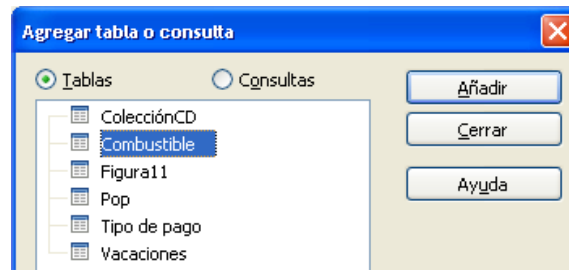 Agregar tabla o consulta
Tablas Consultas
ColecciónCD
Combustible
Figura11
Pop
Tipo de pago
Vacaciones
Añadir
Cerrar
Ayuda